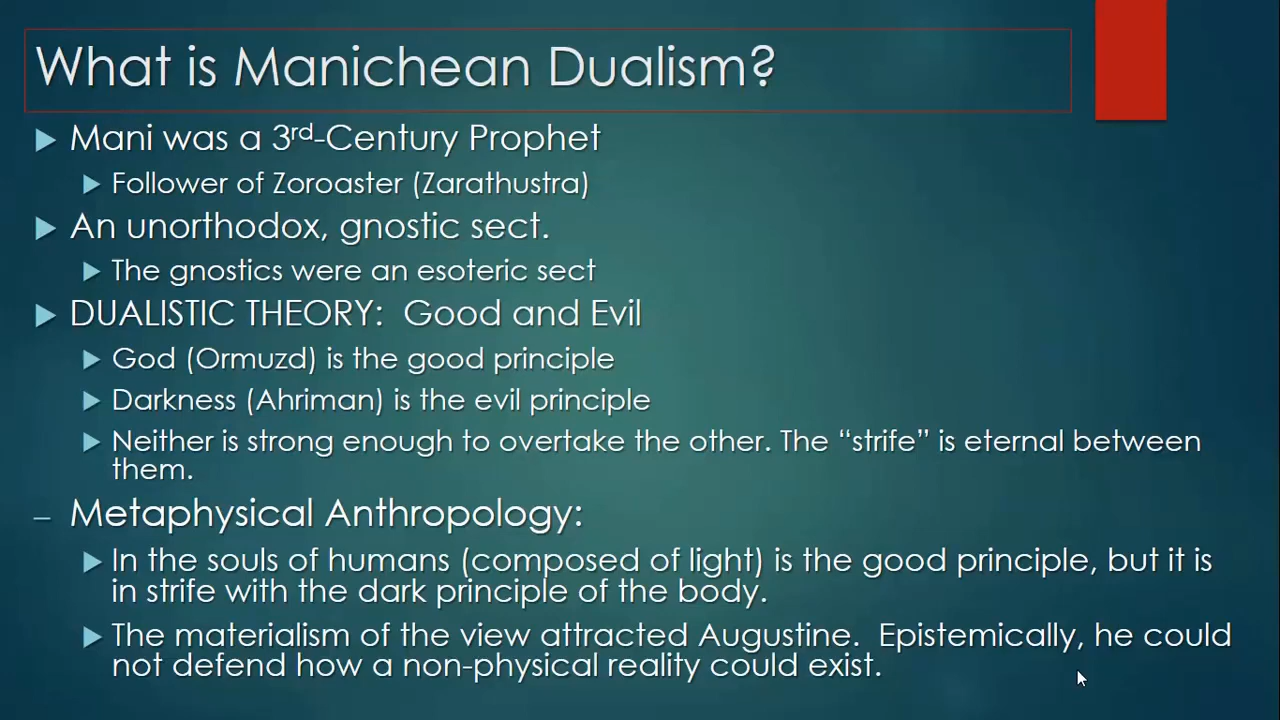 What is Manichean Dualism?
Mani was a 3rd-Century Prophet
Follower of Zoroaster (Zarathustra)
An unorthodox, gnostic sect.
The gnostics were an esoteric sect
DUALISTIC THEORY:  Good and Evil
God (Ormuzd) is the good principle
Darkness (Ahriman) is the evil principle
Neither is strong enough to overtake the other. The “strife” is eternal between
them.
– Metaphysical Anthropology:
In the souls of humans (composed of light) is the good principle, but it is
in strife with the dark principle of the body.
The materialism of the view attracted Augustine.  Epistemically, he could
not defend how a non-physical reality could exist.